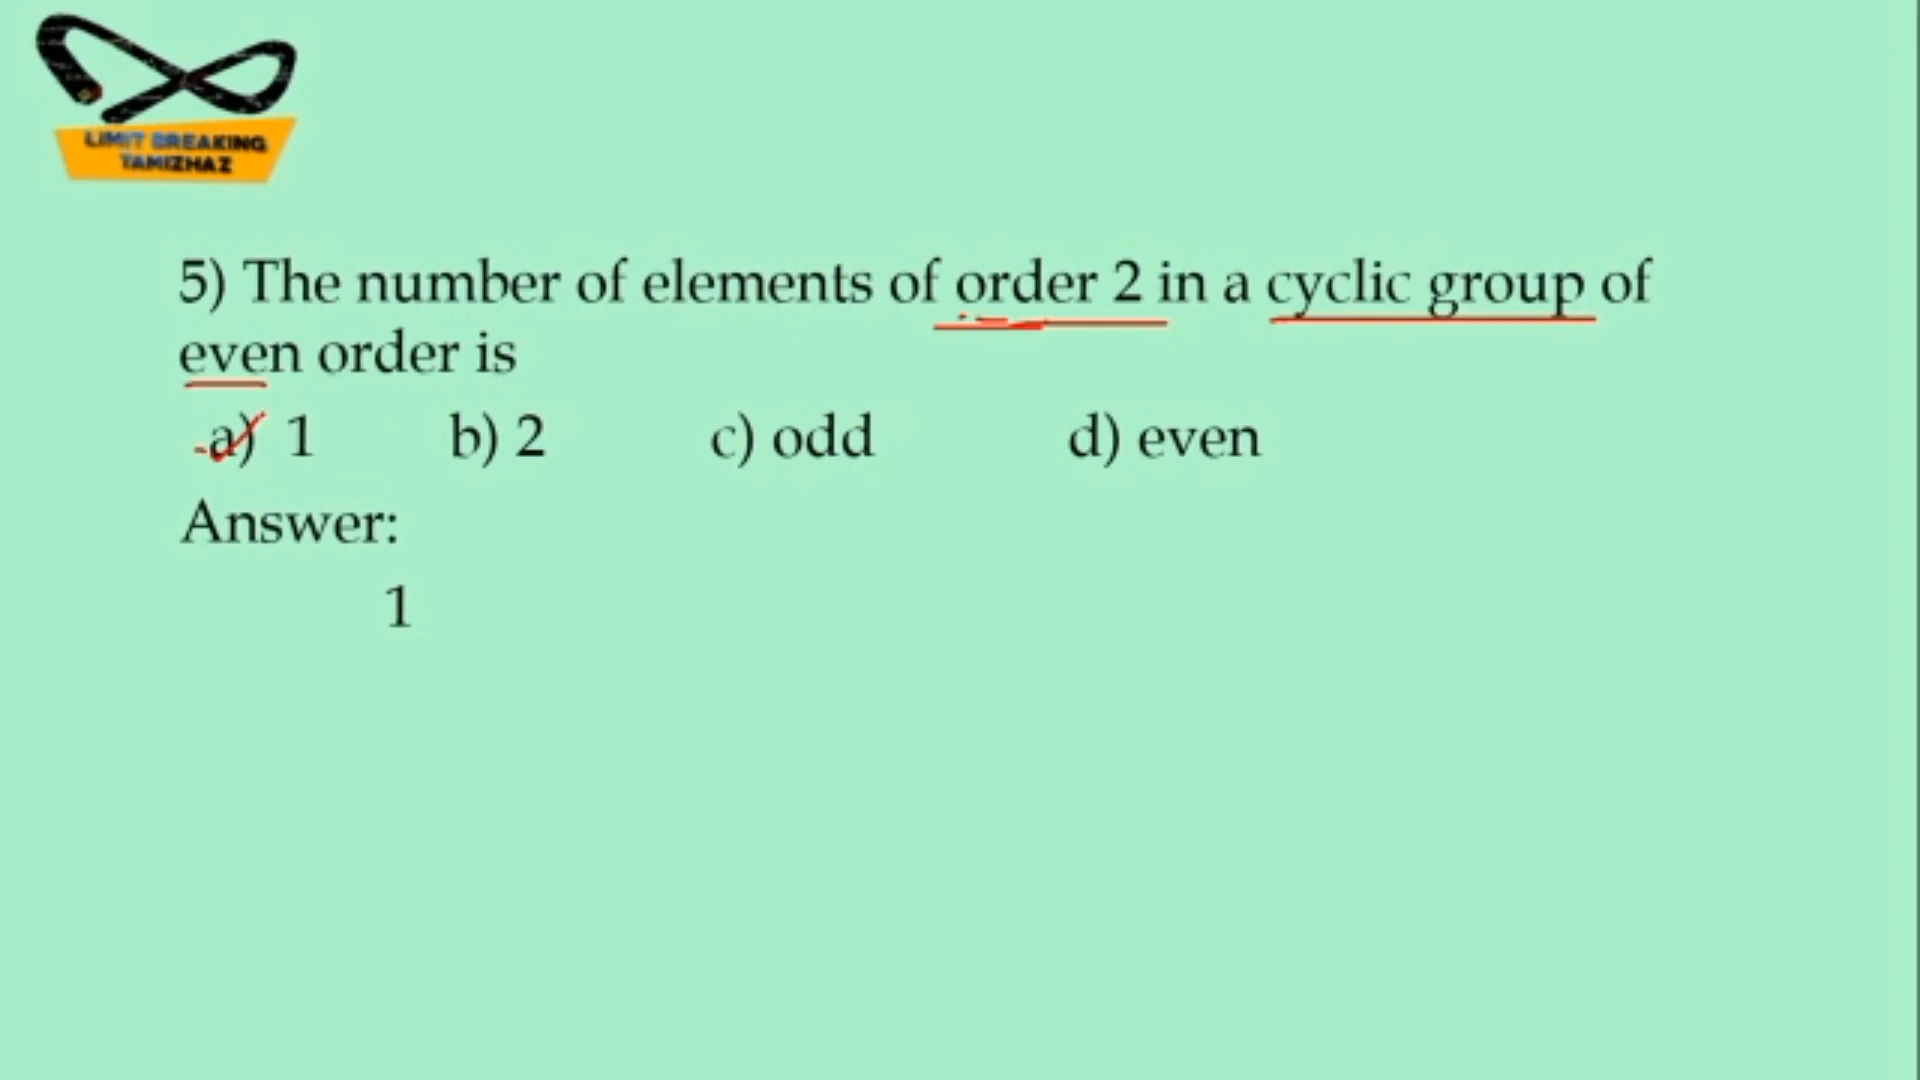 LIMIT BREAKING
TAMIZHAZ
5) The number of elements of order 2 in a cyclic group of
even order is
a) 1 b) 2 c) odd d) even
Answer:
1